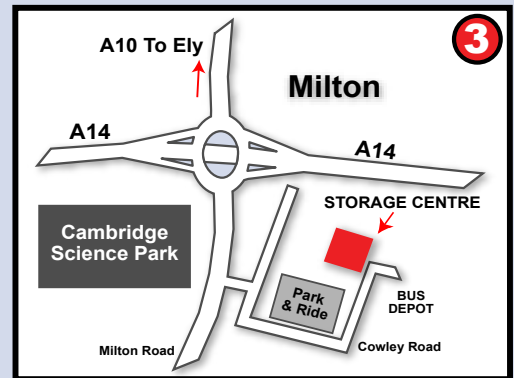 3
A10 To Ely
Milton
A14
A14
STORAGE CENTRE
Cambridge
Science Park
Park
& Ride
BUS
DEPOT
Milton Road
Cowley Road